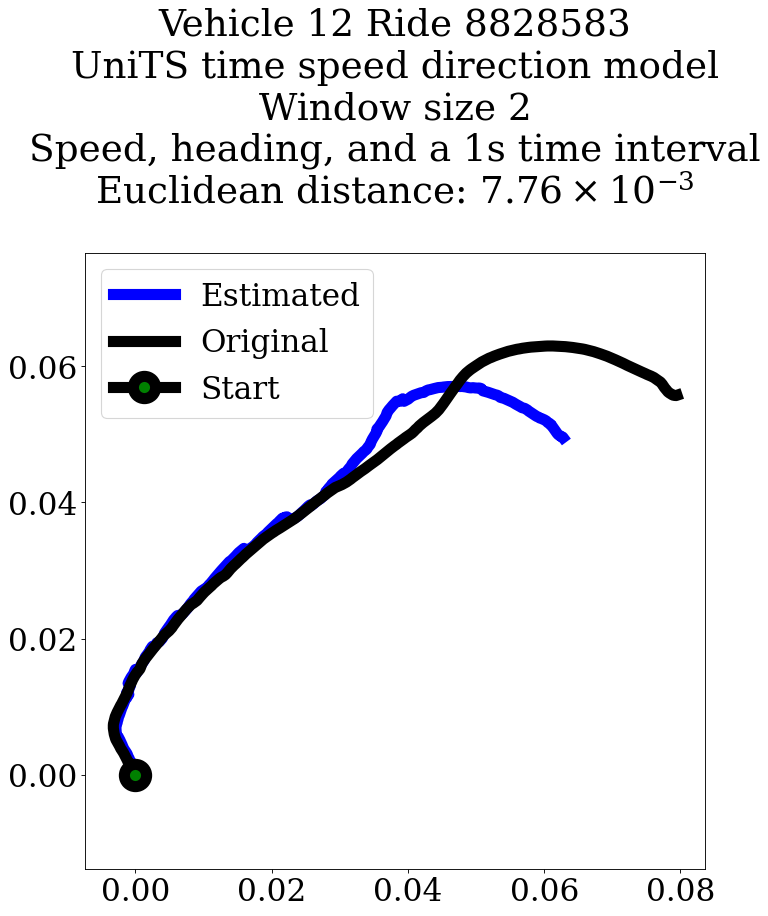 Vehicle 12 Ride 8828583
UniTS time speed direction model
Window size 2
Speed, heading, and a 1s time interval
Euclidean distance: 7.76 × 10⁻³
Estimated
Original
Start
0.06
0.04
0.02
0.00
0.00 0.02 0.04 0.06 0.08